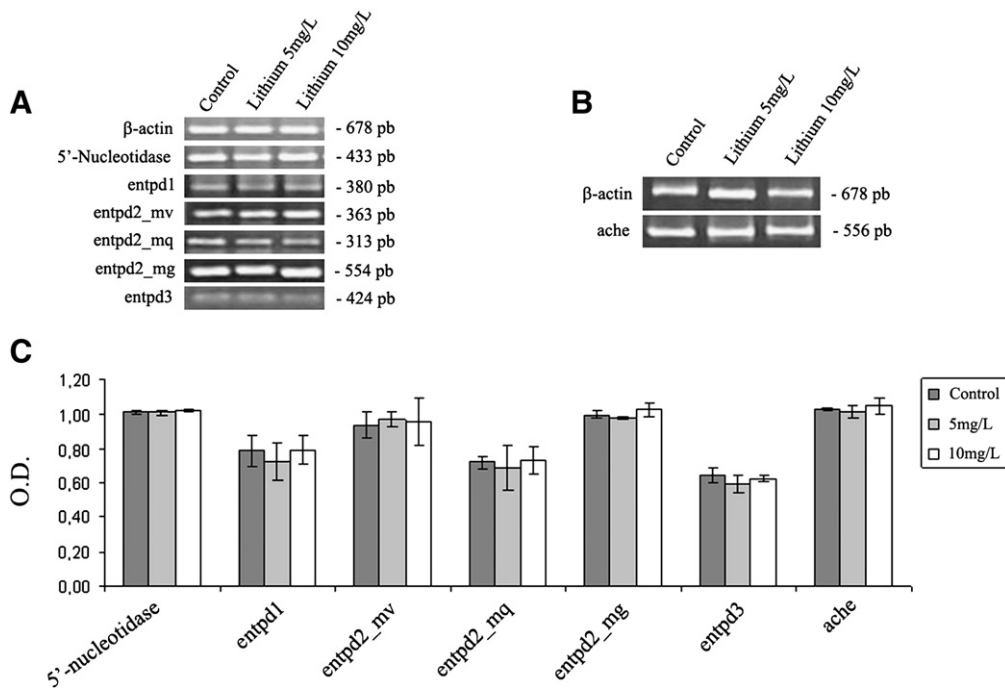 A
Control
Lithium 5mg/L
Lithium 10mg/L
β-actin - 678 pb
5'-Nucleotidase - 433 pb
entpd1 - 380 pb
entpd2_mv - 363 pb
entpd2_mq - 313 pb
entpd2_mg - 554 pb
entpd3 - 424 pb
B
Control
Lithium 5mg/L
Lithium 10mg/L
β-actin - 678 pb
ache - 556 pb
C
O.D.
1,20
1,00
0,80
0,60
0,40
0,20
0,00
5'-nucleotidase
entpd1
entpd2_mv
entpd2_mq
entpd2_mg
entpd3
ache
Control
5mg/L
10mg/L